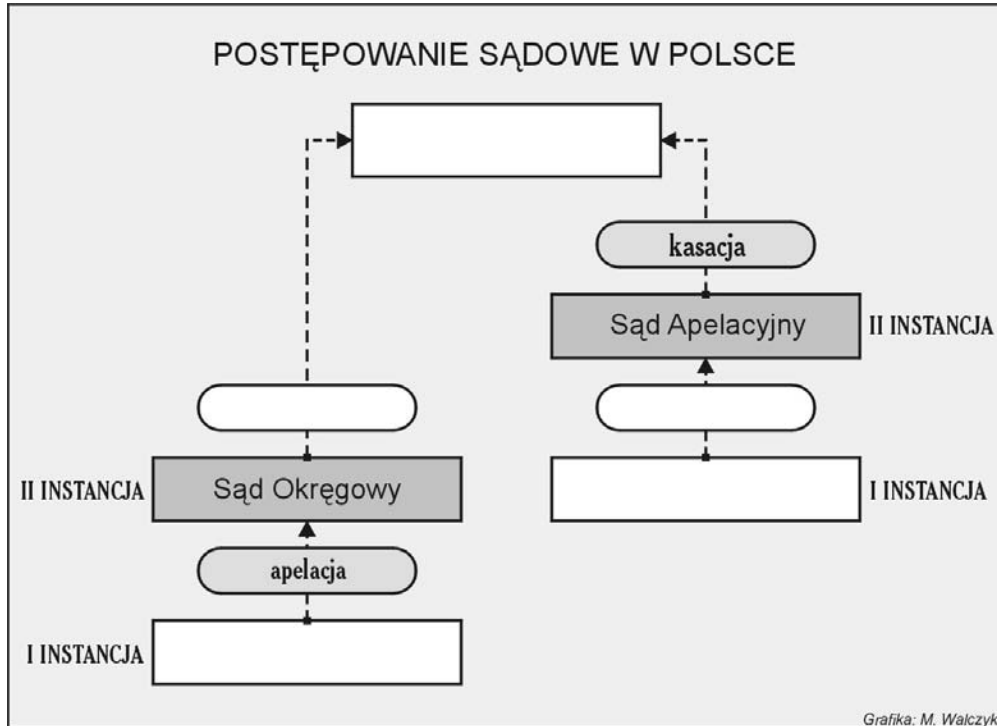 POSTĘPOWANIE SĄDOWE W POLSCE
kasacja
Sąd Apelacyjny
II INSTANCJA
II INSTANCJA
Sąd Okręgowy
I INSTANCJA
apelacja
I INSTANCJA
Grafika: M. Walczyk